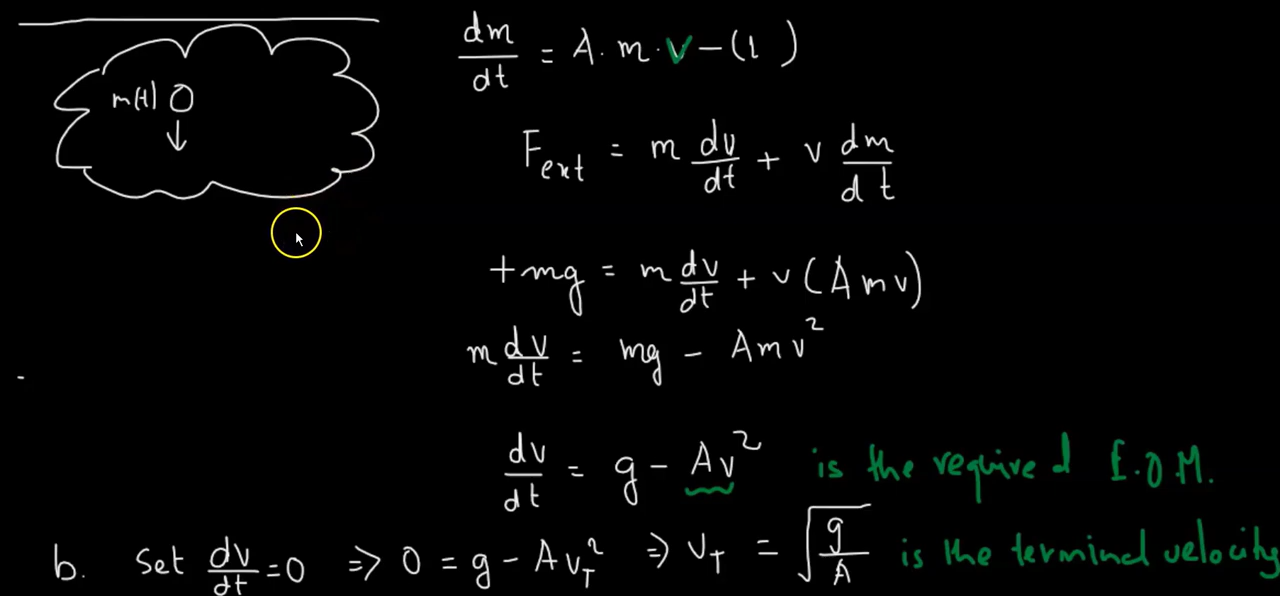 dm/dt = A. m. v – (1)
m(t)
F_ext = m dv/dt + v dm/dt
+mg = m dv/dt + v (A m v)
m dv/dt = mg – A m v²
dv/dt = g – Av² is the required E.O.M.
b. Set dv/dt = 0 => 0 = g – A v_T² => v_T = √(g/A) is the terminal velocity